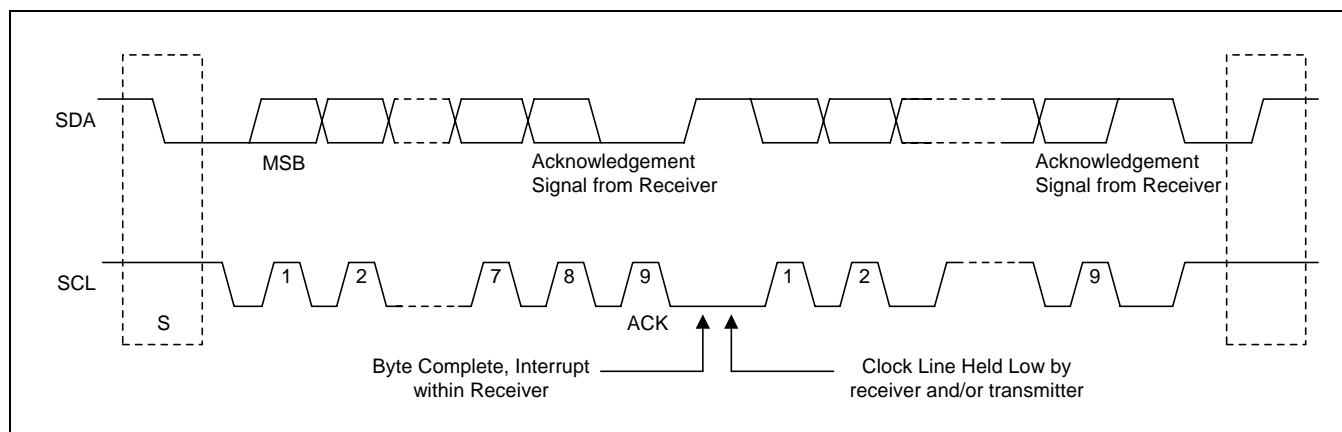 SDA
MSB
Acknowledgement
Signal from Receiver
Acknowledgement
Signal from Receiver
SCL
1
2
7
8
9
1
2
9
S
ACK
Byte Complete, Interrupt
within Receiver
Clock Line Held Low by
receiver and/or transmitter